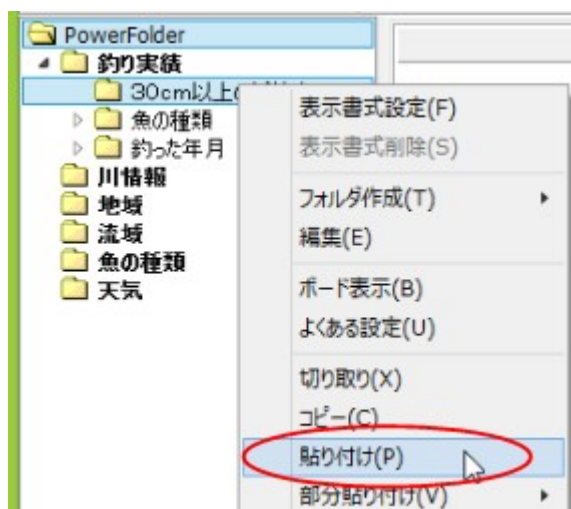 PowerFolder
釣り実績
30cm以上の
魚の種類
釣った年月
川情報
地域
流域
魚の種類
天気
表示書式設定(F)
表示書式削除(S)
フォルダ作成(T)
編集(E)
ボード表示(B)
よくある設定(U)
切り取り(X)
コピー(C)
貼り付け(P)
部分貼り付け(V)